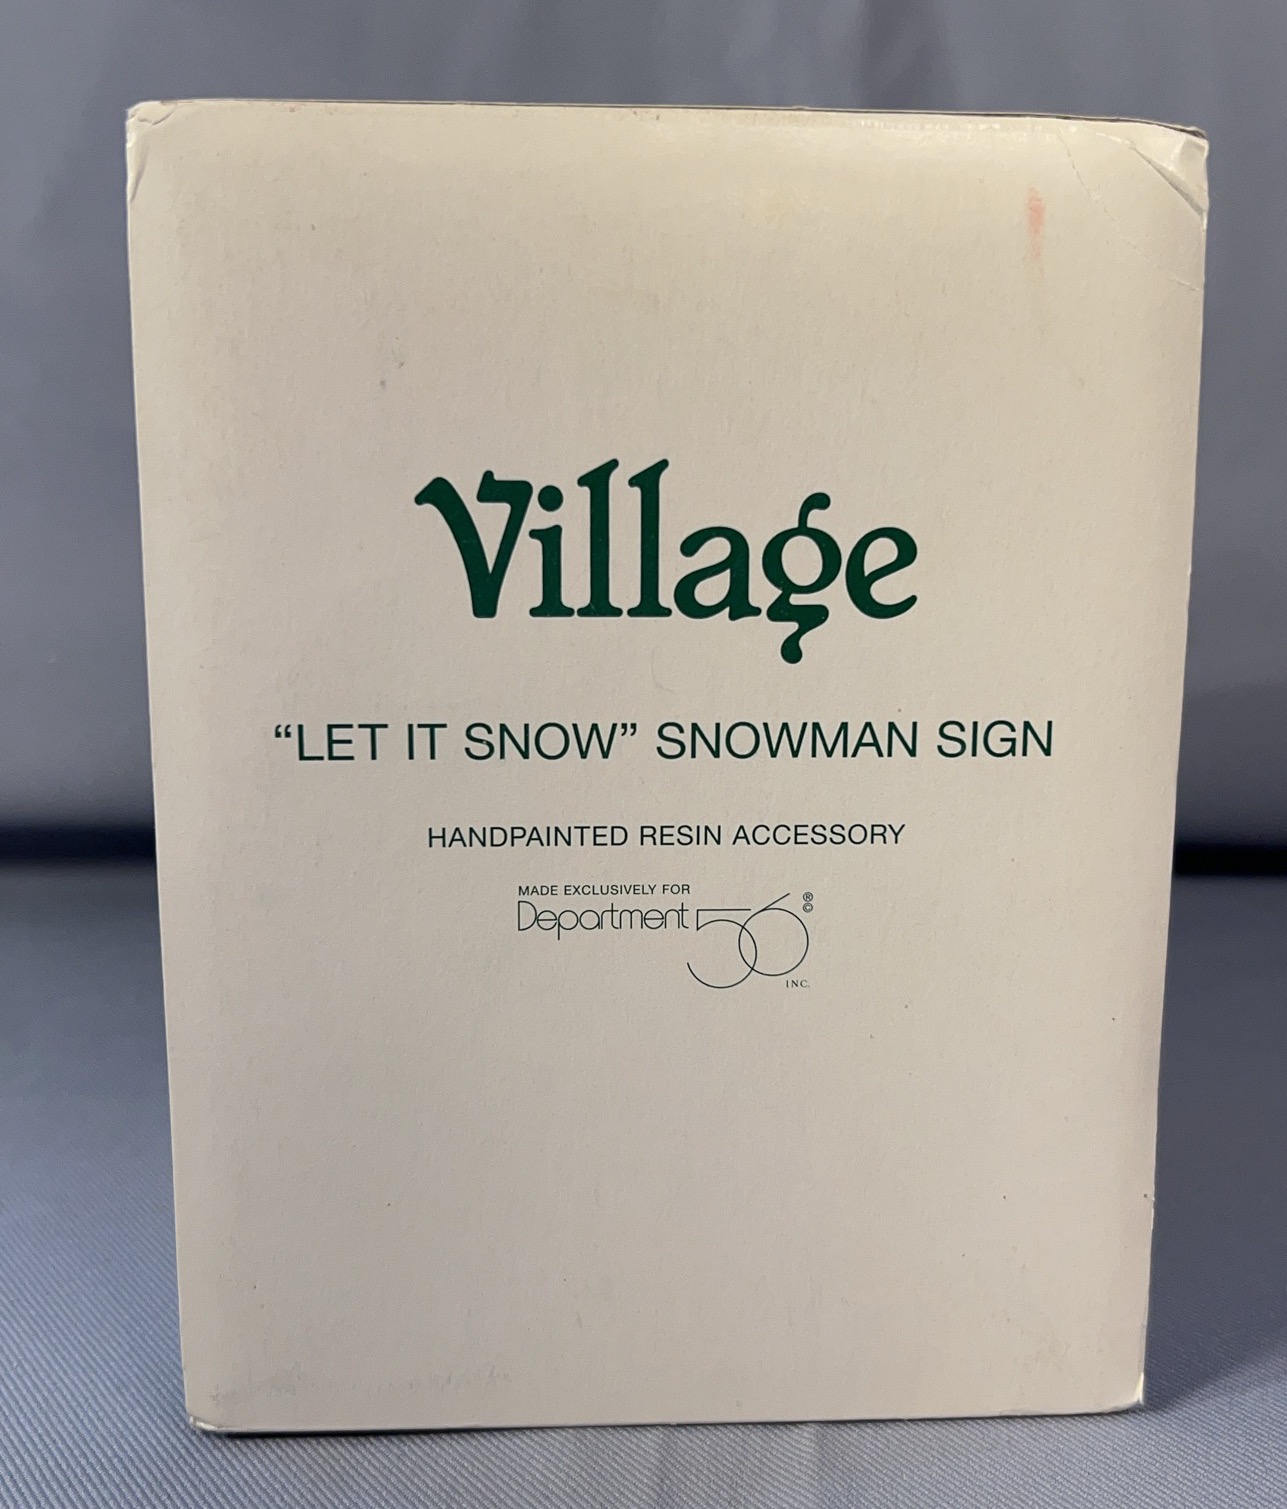 Village
“LET IT SNOW” SNOWMAN SIGN
HANDPAINTED RESIN ACCESSORY
MADE EXCLUSIVELY FOR
Department 56 ® ©
INC.